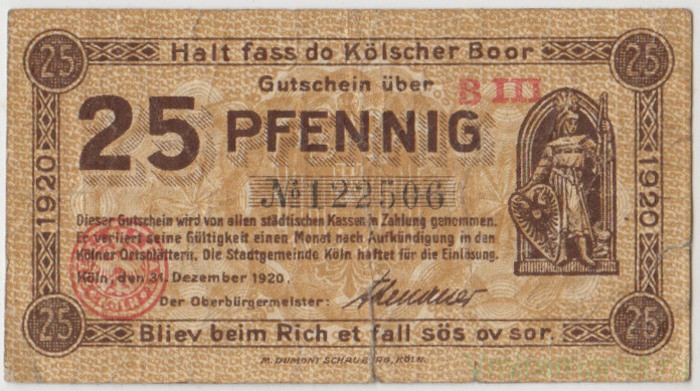 25 Halt fass do Kölscher Boor 25
Gutschein über
B III
25 PFENNIG
1920
1920
№ 122506
Dieser Gutschein wird von allen städtischen Kassen in Zahlung genommen.
Er verliert seine Gültigkeit einen Monat nach Aufkündigung in den
Kölner Ortsblättern. Die Stadtgemeinde Köln haftet für die Einlösung.
Köln, den 31. Dezember 1920.
Der Oberbürgermeister: Adenauer
25 Bliev beim Rich et fall sös ov sor. 25
M. DUMONT SCHAUBERG, KÖLN.